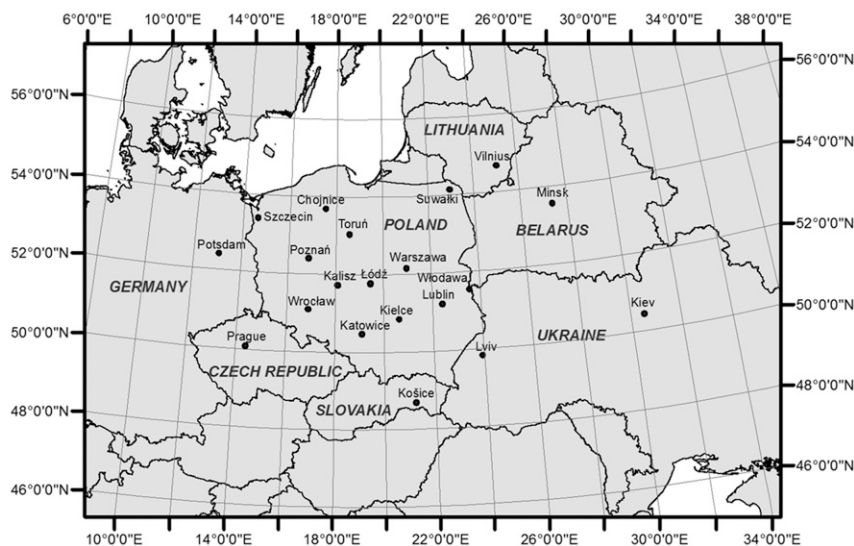 6°0'0"E 10°0'0"E 14°0'0"E 18°0'0"E 22°0'0"E 26°0'0"E 30°0'0"E 34°0'0"E 38°0'0"E
56°0'0"N
56°0'0"N
LITHUANIA
54°0'0"N
Vilnius
54°0'0"N
Suwałki
Minsk
Chojnice
Szczecin
Toruń
POLAND
52°0'0"N
BELARUS
Potsdam
52°0'0"N
Poznań
Warszawa
Kalisz
Łódź
Włodawa
GERMANY
Lublin
Wrocław
Kielce
Kiev
50°0'0"N
Katowice
50°0'0"N
Prague
UKRAINE
Lviv
CZECH REPUBLIC
48°0'0"N
Košice
48°0'0"N
SLOVAKIA
46°0'0"N
46°0'0"N
10°0'0"E 14°0'0"E 18°0'0"E 22°0'0"E 26°0'0"E 30°0'0"E 34°0'0"E